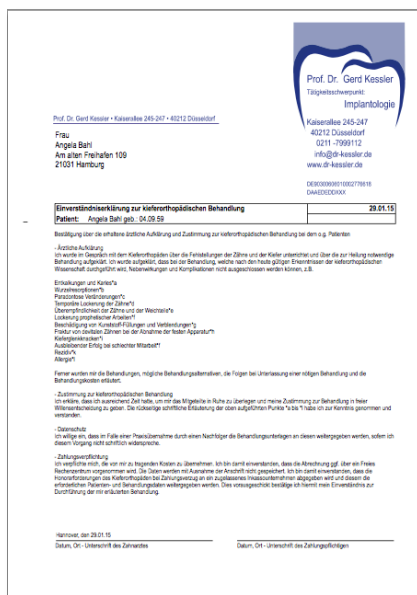 Prof. Dr. Gerd Kessler
Tätigkeitsschwerpunkt:
Implantologie
Prof. Dr. Gerd Kessler • Kaiserallee 245-247 • 40212 Düsseldorf
Kaiserallee 245-247
40212 Düsseldorf
0211 -7999112
info@dr-kessler.de
www.dr-kessler.de
Frau
Angela Bahl
Am alten Freihafen 109
21031 Hamburg
DAAEDEDDXXX
Einverständniserklärung zur kieferorthopädischen Behandlung 29.01.15
Patient: Angela Bahl geb.: 04.09.59
Bestätigung über die erhaltene ärztliche Aufklärung und Zustimmung zur kieferorthopädischen Behandlung bei dem o.g. Patienten
- Ärztliche Aufklärung
Ich wurde in Gespräch mit dem Kieferorthopäden über die Fehlstellungen der Zähne und der Kiefer unterrichtet und über die zur Heilung notwendige
Behandlung aufgeklärt. Ich wurde aufgeklärt, dass bei der Behandlung, welche nach den heute gültigen Erkenntnissen der kieferorthopädischen
Wissenschaft durchgeführt wird, Nebenwirkungen und Komplikationen nicht ausgeschlossen werden können, z.B.
Entkalkungen und Karies*a
Wurzelresorptionen*b
Parodontose Veränderungen*c
Temporäre Lockerung der Zähne*d
Überempfindlichkeit der Zähne und der Weichteile*e
Lockerung prothetischer Arbeiten*f
Beschädigung von Kunststoff-Füllungen und Verblendungen*g
Fraktur von devitalen Zähnen bei der Abnahme der festen Apparatur*h
Kiefergelenkknacken*i
Ausbleibender Erfolg bei schlechter Mitarbeit*j
Rezidiv*k
Allergie*l
Ferner wurden mir die Behandlungen, mögliche Behandlungsalternativen, die Folgen bei Unterlassung einer nötigen Behandlung und die
Behandlungskosten erläutert.
- Zustimmung zur kieferorthopädischen Behandlung
Ich erkläre, dass ich ausreichend Zeit hatte, um mir das Mitgeteilte in Ruhe zu überlegen und meine Zustimmung zur Behandlung in freier
Willensentscheidung zu geben. Die rückseitige schriftliche Erläuterung der oben aufgeführten Punkte *a bis *l habe ich zur Kenntnis genommen und
verstanden.
- Datenschutz
Ich willige ein, dass im Falle einer Praxisübernahme durch einen Nachfolger die Behandlungsunterlagen an diesen weitergegeben werden, sofern ich
diesem Vorgang nicht schriftlich widerspreche.
- Zahlungsverpflichtung
Ich verpflichte mich, die von mir zu tragenden Kosten zu übernehmen. Ich bin damit einverstanden, dass die Abrechnung ggf. über ein Freies
Rechenzentrum vorgenommen wird. Die Daten werden mit Ausnahme der Anschrift nicht gespeichert. Ich bin damit einverstanden, dass die
Honorarforderungen des Kieferorthopäden bei Zahlungsverzug an ein zugelassenes Inkassounternehmen abgegeben wird und diesem die
erforderlichen Patienten- und Behandlungsdaten weitergegeben werden. Dies vorausgeschickt bestätige ich hiermit mein Einverständnis zur
Durchführung der mir erläuterten Behandlung.
Hannover, den 29.01.15
Datum, Ort - Unterschrift des Zahnarztes Datum, Ort - Unterschrift des Zahlungspflichtigen